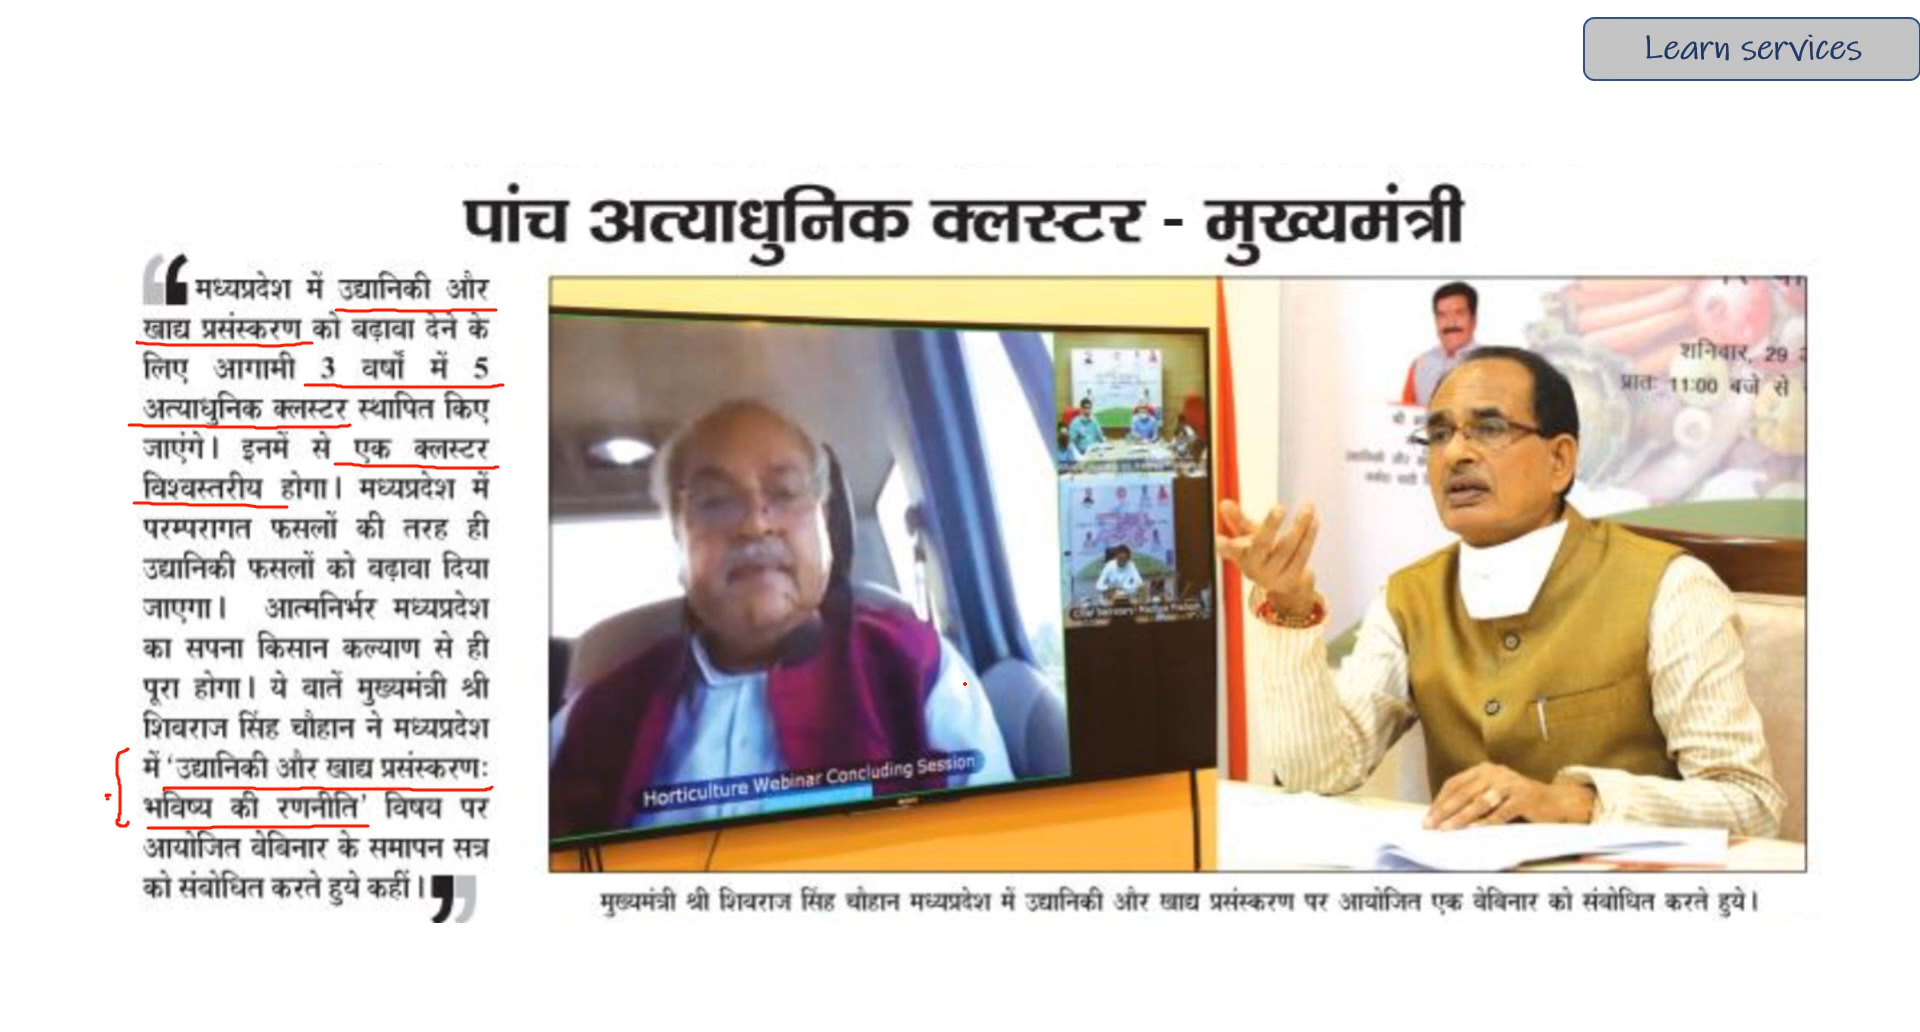 Learn services
पांच अत्याधुनिक क्लस्टर - मुख्यमंत्री
मध्यप्रदेश में उद्यानिकी और
खाद्य प्रसंस्करण को बढ़ावा देने के
लिए आगामी 3 वर्षों में 5
अत्याधुनिक क्लस्टर स्थापित किए
जाएंगे। इनमें से एक क्लस्टर
विश्वस्तरीय होगा। मध्यप्रदेश में
परम्परागत फसलों की तरह ही
उद्यानिकी फसलों को बढ़ावा दिया
जाएगा। आत्मनिर्भर मध्यप्रदेश
का सपना किसान कल्याण से ही
पूरा होगा। ये बातें मुख्यमंत्री श्री
शिवराज सिंह चौहान ने मध्यप्रदेश
में ‘उद्यानिकी और खाद्य प्रसंस्करणः
भविष्य की रणनीति’ विषय पर
आयोजित वेबिनार के समापन सत्र
को संबोधित करते हुये कहीं।
Horticulture Webinar Concluding Session
Chief Secretary Madhya Pradesh
शनिवार, 29
प्रातः 11:00 बजे से
मुख्यमंत्री श्री शिवराज सिंह चौहान मध्यप्रदेश में उद्यानिकी और खाद्य प्रसंस्करण पर आयोजित एक वेबिनार को संबोधित करते हुये।